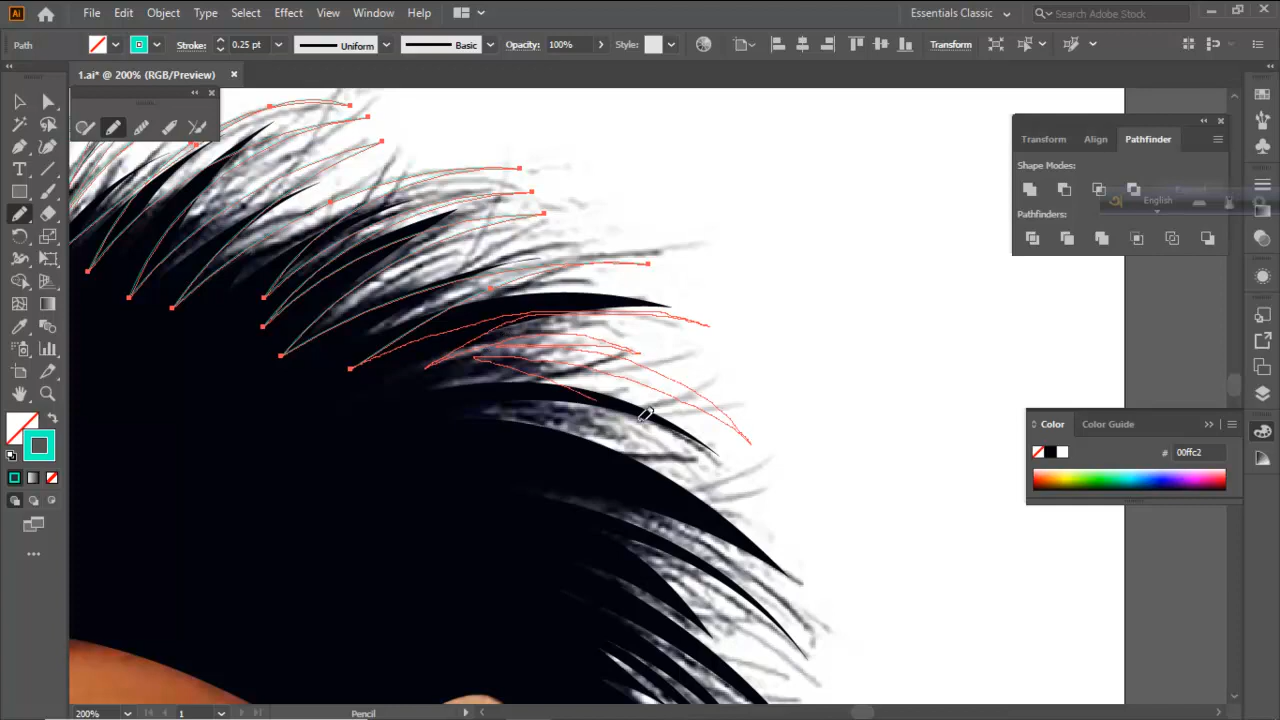 Ai File Edit Object Type Select Effect View Window Help Essentials Classic Search Adobe Stock
Path Stroke: 0.25 pt Uniform Basic Opacity: 100% Style: Transform
1.ai* @ 200% (RGB/Preview)
Transform Align Pathfinder
Shape Modes:
Expand
English
Pathfinders:
Color Color Guide
# 00ffc2
200% 1 Pencil